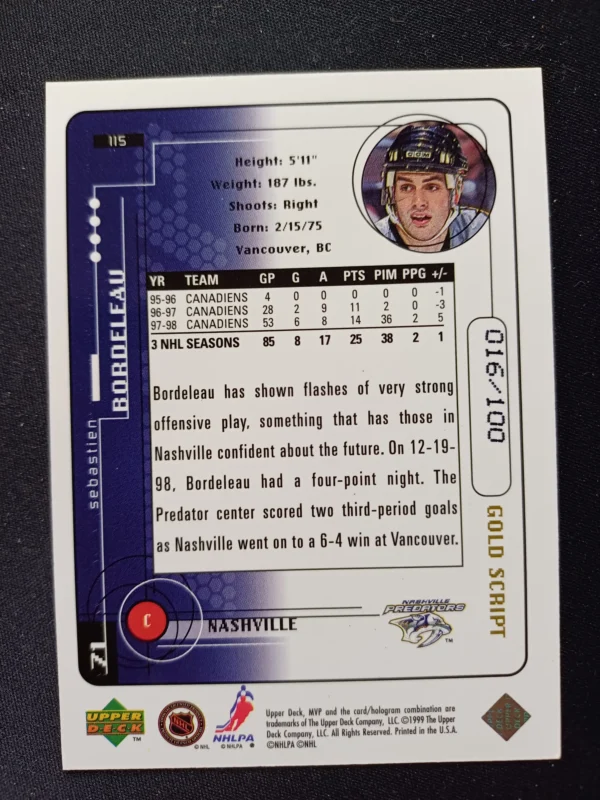 115
Height: 5'11"
Weight: 187 lbs.
Shoots: Right
Born: 2/15/75
Vancouver, BC
CCM
sebastien
BORDELEAU
YR TEAM GP G A PTS PIM PPG +/-
95-96 CANADIENS 4 0 0 0 0 0 -1
96-97 CANADIENS 28 2 9 11 2 0 -3
97-98 CANADIENS 53 6 8 14 36 2 5
3 NHL SEASONS 85 8 17 25 38 2 1
Bordeleau has shown flashes of very strong
offensive play, something that has those in
Nashville confident about the future. On 12-19-
98, Bordeleau had a four-point night. The
Predator center scored two third-period goals
as Nashville went on to a 6-4 win at Vancouver.
016/100
GOLD SCRIPT
71
C
NASHVILLE
NASHVILLE
PREDATORS
TM
UPPER
DECK
TM
NHL
© NHL
NHLPA
© NHLPA
Upper Deck, MVP and the card/hologram combination are
trademarks of The Upper Deck Company, LLC. ©1999 The Upper
Deck Company, LLC. All Rights Reserved. Printed in the U.S.A.
©NHLPA ©NHL